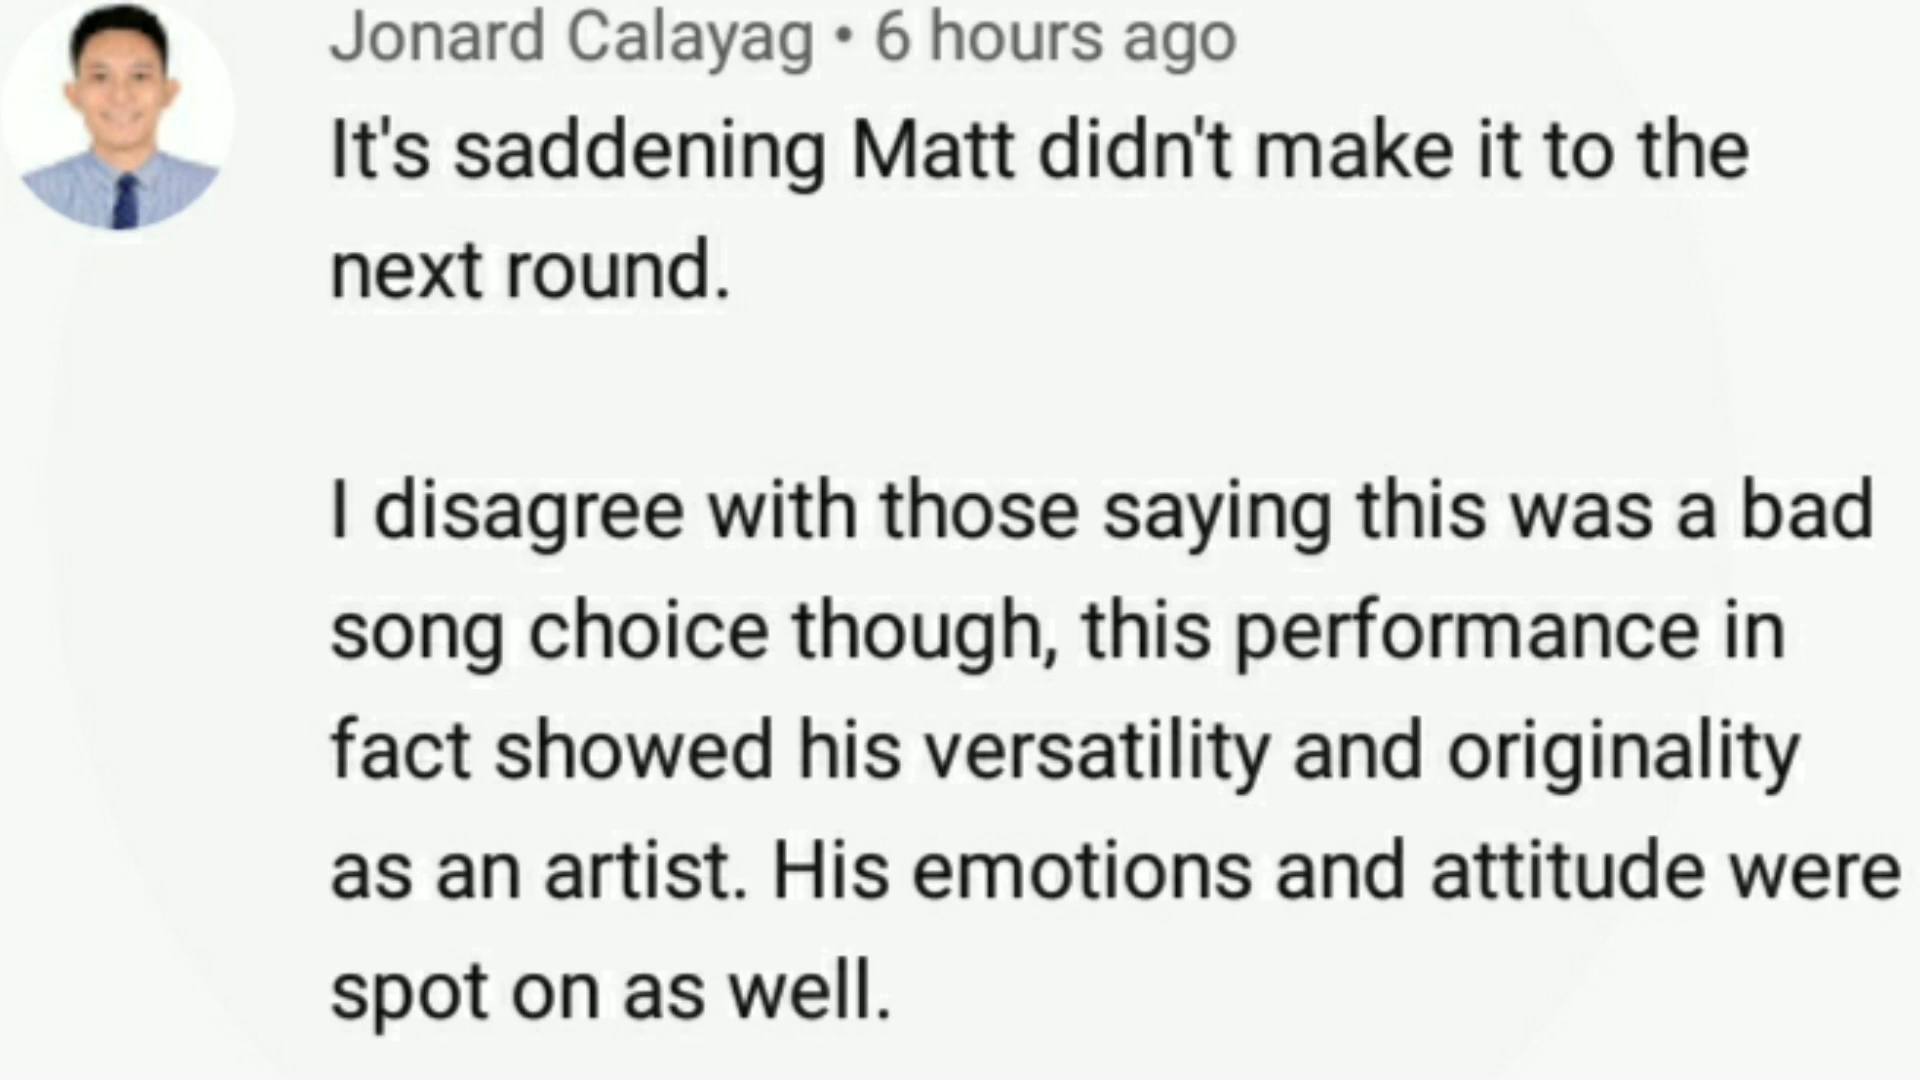 Jonard Calayag • 6 hours ago
It's saddening Matt didn't make it to the
next round.
I disagree with those saying this was a bad
song choice though, this performance in
fact showed his versatility and originality
as an artist. His emotions and attitude were
spot on as well.